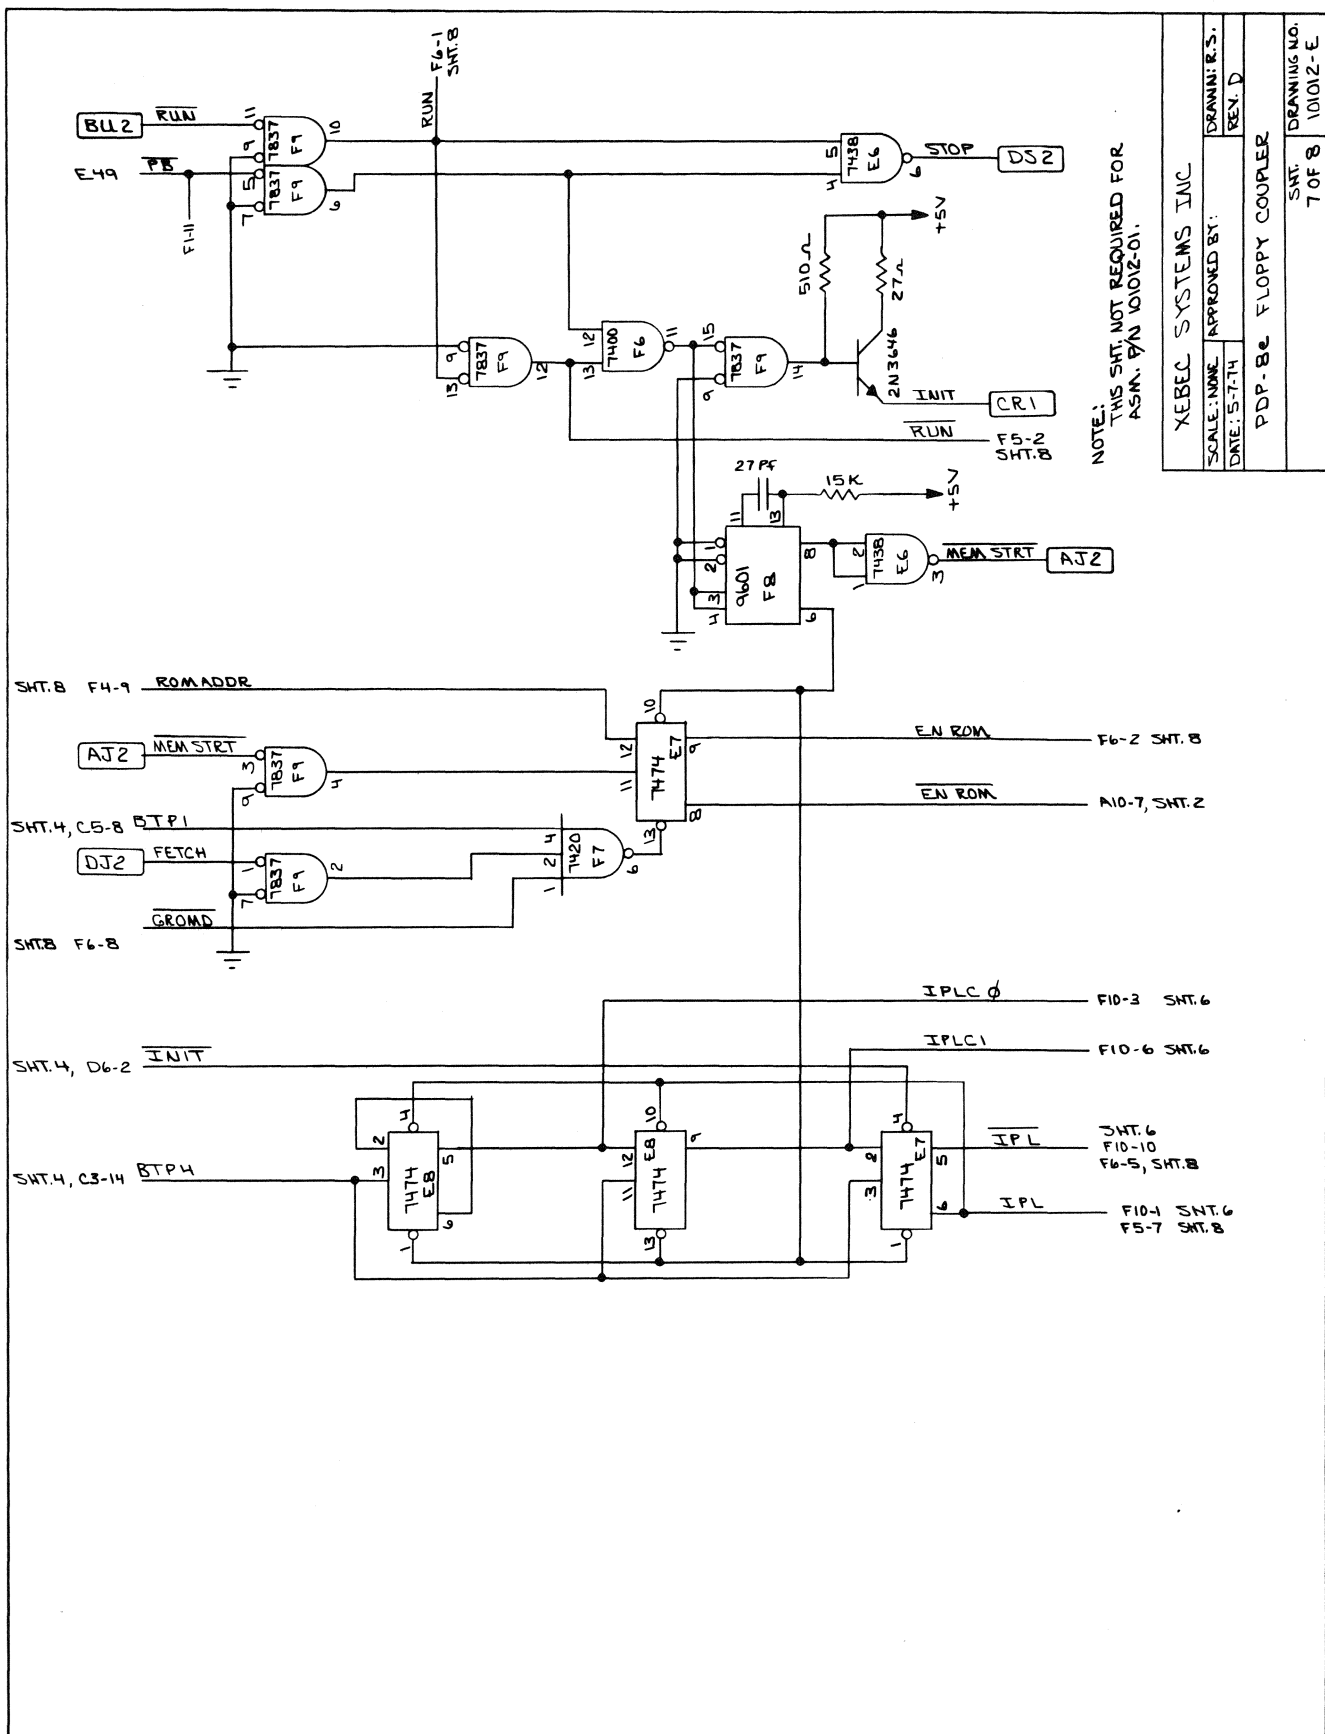 F6-1
SHT.8
RUN
BU2 RUN 11 9 7837 F9 10
E49 PB 5 7 7837 F9 6
F1-11
5 4 7438 E6 6 STOP DS2
+5V
510Ω
27Ω
9 13 7837 F9 12
12 13 7400 F6 11
15 9 7837 F9 14
2N3646
INIT CR1
RUN F5-2
SHT.8
27Pf
15K
+5V
11 13
1 2 3 4 9601 F8 8 6
2 1 7438 E6 3 MEM STRT AJ2
SHT.8 F4-9 ROMADDR
10
12 11 7474 E7 9 8 13
EN ROM F6-2 SHT.8
EN ROM A10-7, SHT.2
AJ2 MEM STRT 3 9 7837 F9 4
SHT.4, C5-8 BTP1
DJ2 FETCH 1 7 7837 F9 2
4 2 1 7420 F7 6
GROMD
SHT.8 F6-8
IPLC Ø F10-3 SHT.6
IPLC1 F10-6 SHT.6
SHT.4, D6-2 INIT
SHT.4, C3-14 BTP4
4 2 3 7474 E8 5 6 1
10 12 11 7474 E8 9 13
4 2 3 7474 E7 5 6 1
IPL SHT.6
F10-10
F6-5, SHT.8
IPL F10-1 SHT.6
F5-7 SHT.8
NOTE:
THIS SHT. NOT REQUIRED FOR
ASM. P/N 101012-01.
XEBEC SYSTEMS INC
SCALE: NONE APPROVED BY: DRAWN: R.S.
DATE: 5-7-74 REV. D
PDP-8e FLOPPY COUPLER
SHT. DRAWING NO.
7 OF 8 101012-E